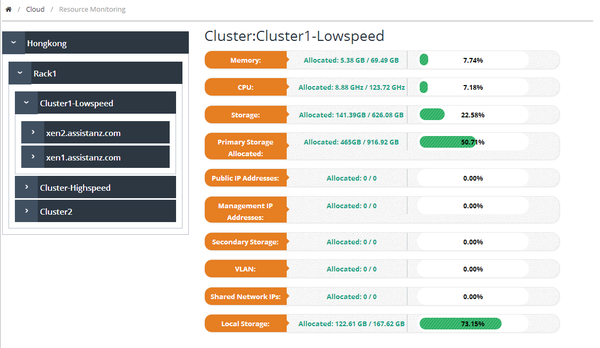 / Cloud / Resource Monitoring
Hongkong
Rack1
Cluster1-Lowspeed
xen2.assistanz.com
xen1.assistanz.com
Cluster-Highspeed
Cluster2
Cluster:Cluster1-Lowspeed
Memory: Allocated: 5.38 GB / 69.49 GB 7.74%
CPU: Allocated: 8.88 GHz / 123.72 GHz 7.18%
Storage: Allocated: 141.39GB / 626.08 GB 22.58%
Primary Storage Allocated: Allocated: 465GB / 916.92 GB 50.71%
Public IP Addresses: Allocated: 0 / 0 0.00%
Management IP Addresses: Allocated: 0 / 0 0.00%
Secondary Storage: Allocated: 0 / 0 0.00%
VLAN: Allocated: 0 / 0 0.00%
Shared Network IPs: Allocated: 0 / 0 0.00%
Local Storage: Allocated: 122.61 GB / 167.62 GB 73.15%